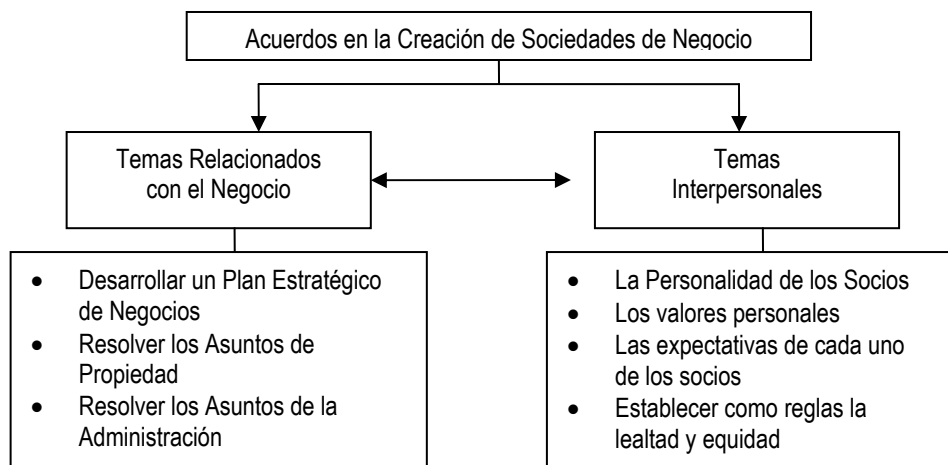 Acuerdos en la Creación de Sociedades de Negocio
Temas Relacionados
con el Negocio
Temas
Interpersonales
• Desarrollar un Plan Estratégico
de Negocios
• Resolver los Asuntos de
Propiedad
• Resolver los Asuntos de la
Administración
• La Personalidad de los Socios
• Los valores personales
• Las expectativas de cada uno
de los socios
• Establecer como reglas la
lealtad y equidad